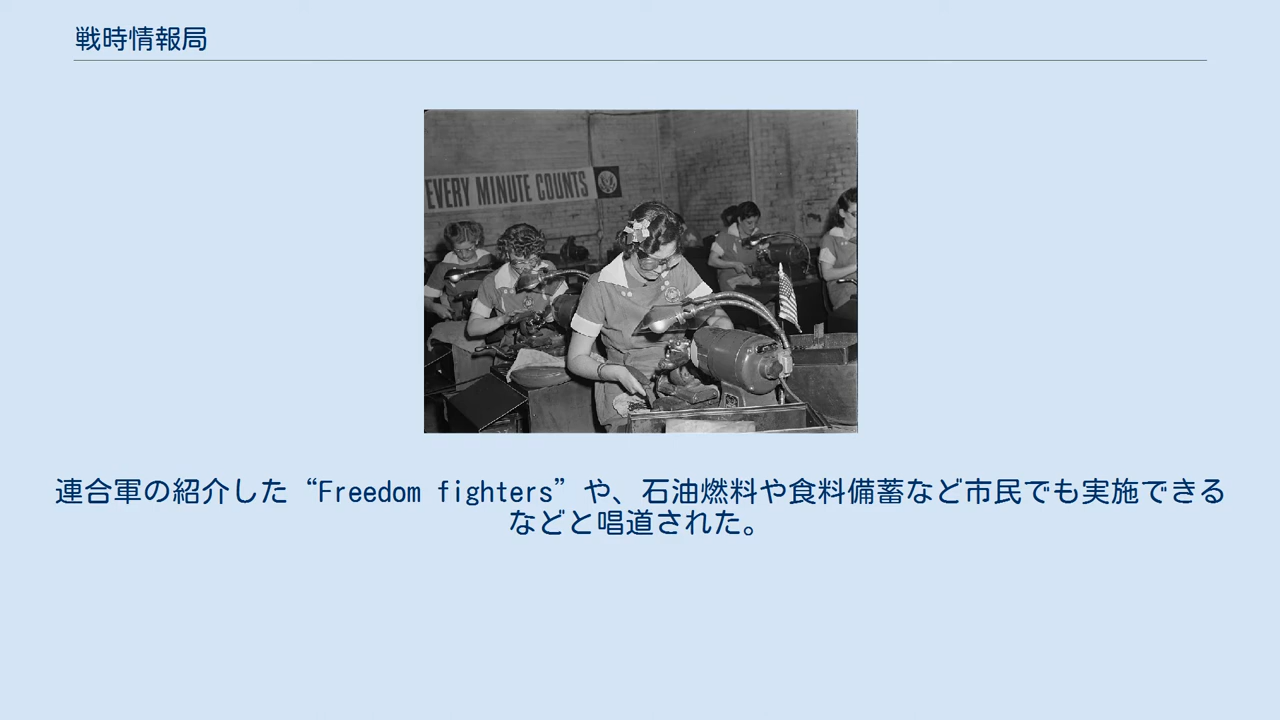 戦時情報局
EVERY MINUTE COUNTS
連合軍の紹介した“Freedom fighters”や、石油燃料や食料備蓄など市民でも実施できる
などと唱道された。